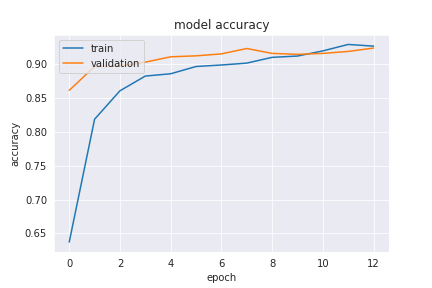 model accuracy
train
validation
accuracy
0.90
0.85
0.80
0.75
0.70
0.65
0 2 4 6 8 10 12
epoch